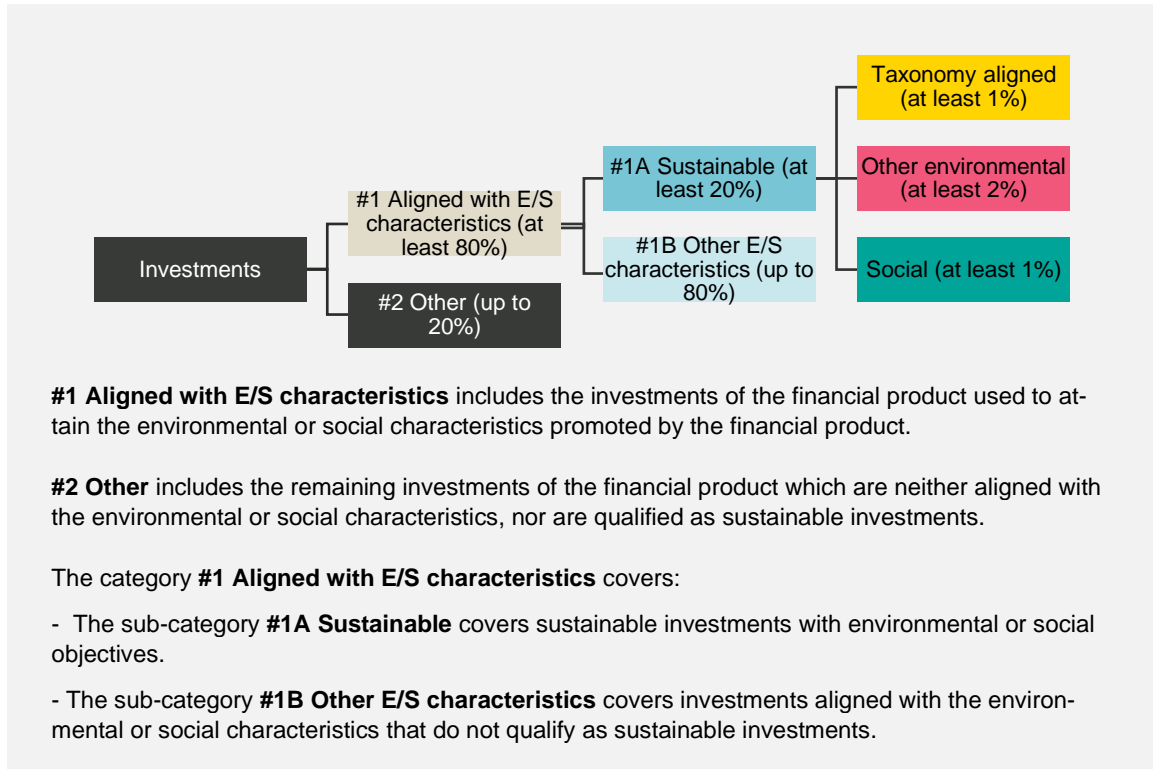 Taxonomy aligned
(at least 1%)
#1A Sustainable (at
least 20%)
Other environmental
(at least 2%)
#1 Aligned with E/S
characteristics (at
least 80%)
Investments
#1B Other E/S
characteristics (up to
80%)
Social (at least 1%)
#2 Other (up to
20%)
#1 Aligned with E/S characteristics includes the investments of the financial product used to at-
tain the environmental or social characteristics promoted by the financial product.
#2 Other includes the remaining investments of the financial product which are neither aligned with
the environmental or social characteristics, nor are qualified as sustainable investments.
The category #1 Aligned with E/S characteristics covers:
- The sub-category #1A Sustainable covers sustainable investments with environmental or social
objectives.
- The sub-category #1B Other E/S characteristics covers investments aligned with the environ-
mental or social characteristics that do not qualify as sustainable investments.